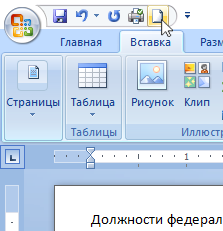 Главная Вставка Разм
Страницы Таблица Рисунок Клип
Таблицы Иллюстр
1
Должности федерал